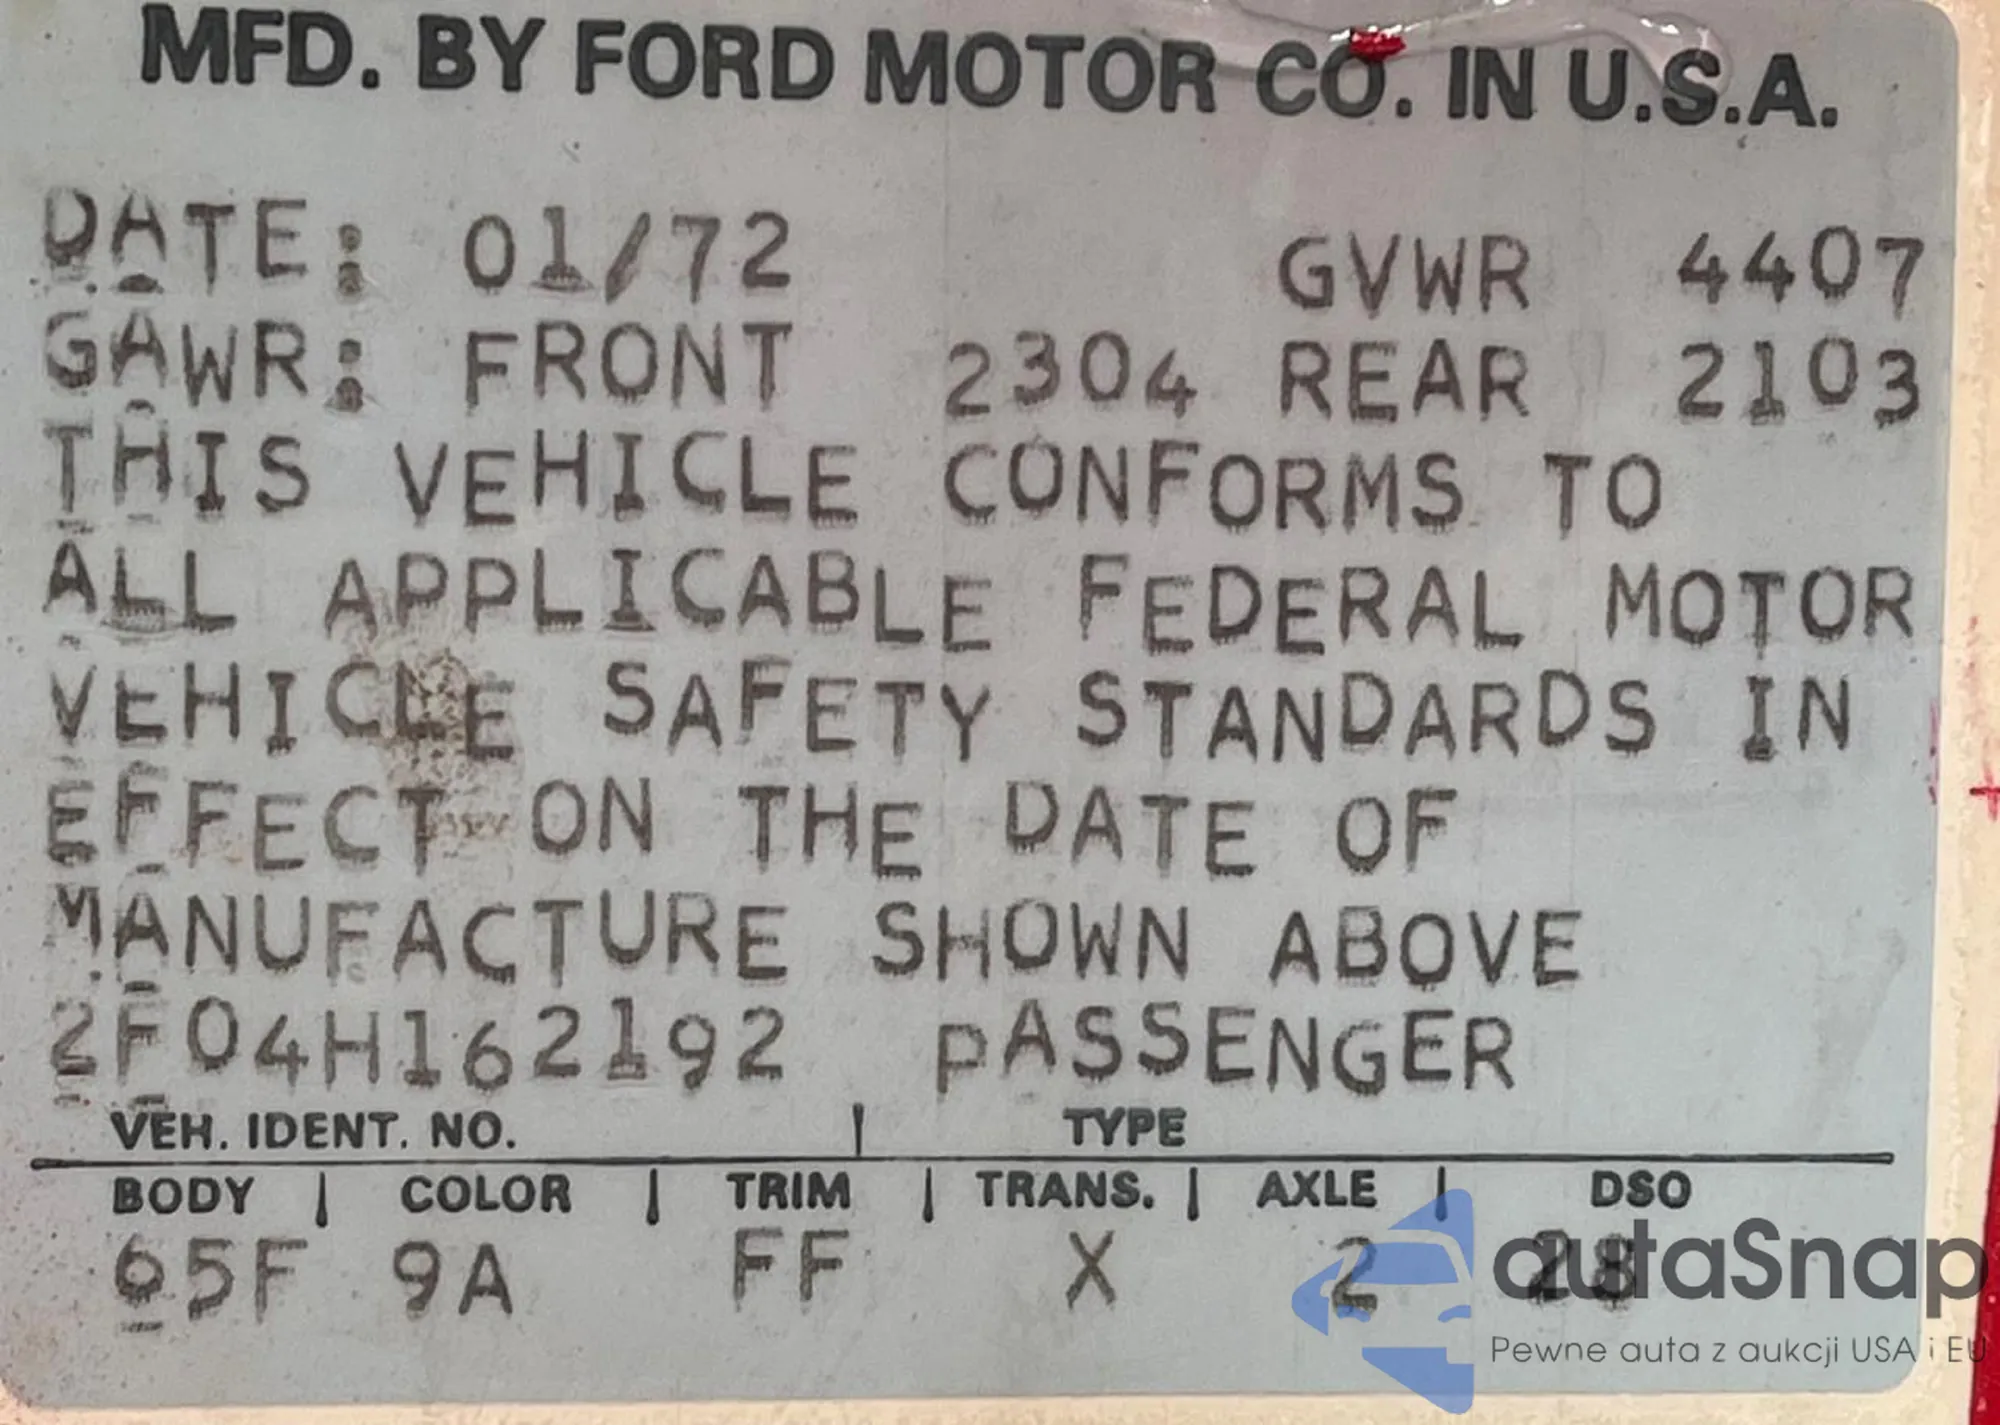 MFD. BY FORD MOTOR CO. IN U.S.A.
DATE: 01/72 GVWR 4407
GAWR: FRONT 2304 REAR 2103
THIS VEHICLE CONFORMS TO
ALL APPLICABLE FEDERAL MOTOR
VEHICLE SAFETY STANDARDS IN
EFFECT ON THE DATE OF
MANUFACTURE SHOWN ABOVE
2F04H162192 PASSENGER
VEH. IDENT. NO. | TYPE
BODY | COLOR | TRIM | TRANS. | AXLE | DSO
65F 9A FF X 2 28
autaSnap
Pewne auta z aukcji USA i EU